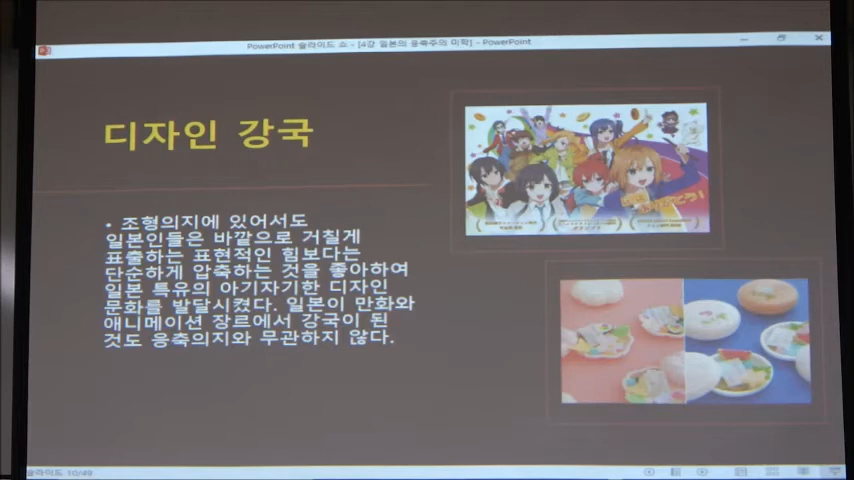 PowerPoint 슬라이드 쇼 - [4강 일본의 응축주의 미학] - PowerPoint
디자인 강국
• 조형의지에 있어서도
일본인들은 바깥으로 거칠게
표출하는 표현적인 힘보다는
단순하게 압축하는 것을 좋아하여
일본 특유의 아기자기한 디자인
문화를 발달시켰다. 일본이 만화와
애니메이션 장르에서 강국이 된
것도 응축의지와 무관하지 않다.
슬라이드 10/49